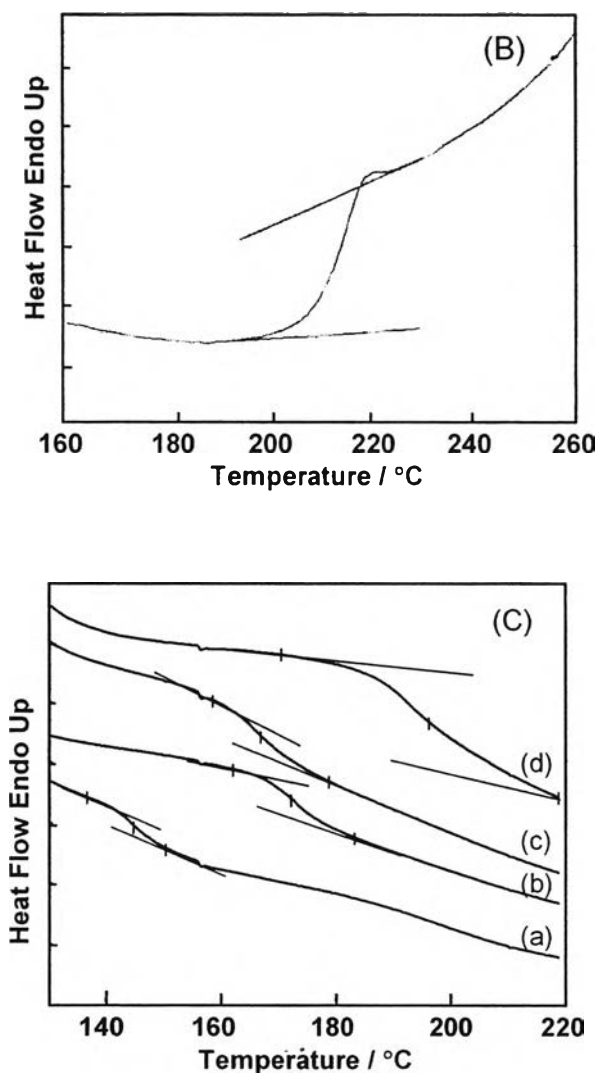 (B)
Heat Flow Endo Up
160 180 200 220 240 260
Temperature / °C
(C)
Heat Flow Endo Up
(d)
(c)
(b)
(a)
140 160 180 200 220
Temperature / °C